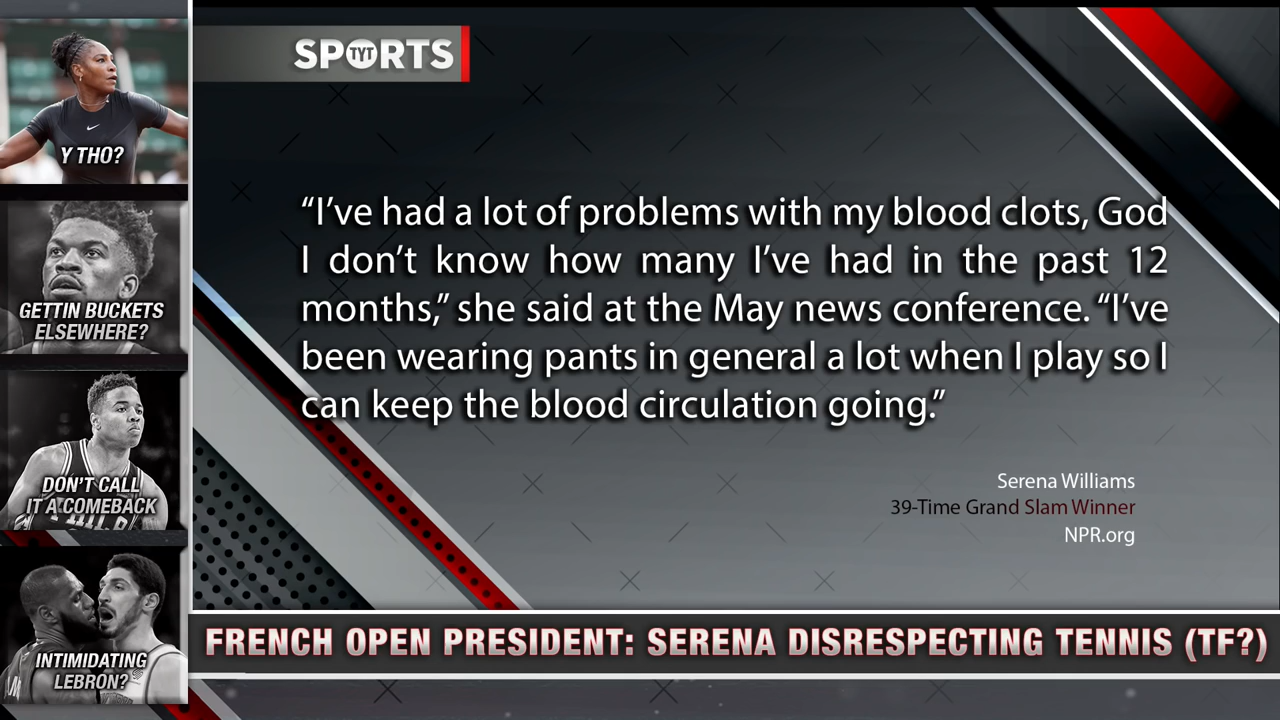 SPORTS
TYT
Y THO?
GETTIN BUCKETS
ELSEWHERE?
DON'T CALL
IT A COMEBACK
INTIMIDATING
LEBRON?
“I’ve had a lot of problems with my blood clots, God
I don’t know how many I’ve had in the past 12
months,” she said at the May news conference. “I’ve
been wearing pants in general a lot when I play so I
can keep the blood circulation going.”
Serena Williams
39-Time Grand Slam Winner
NPR.org
FRENCH OPEN PRESIDENT: SERENA DISRESPECTING TENNIS (TF?)